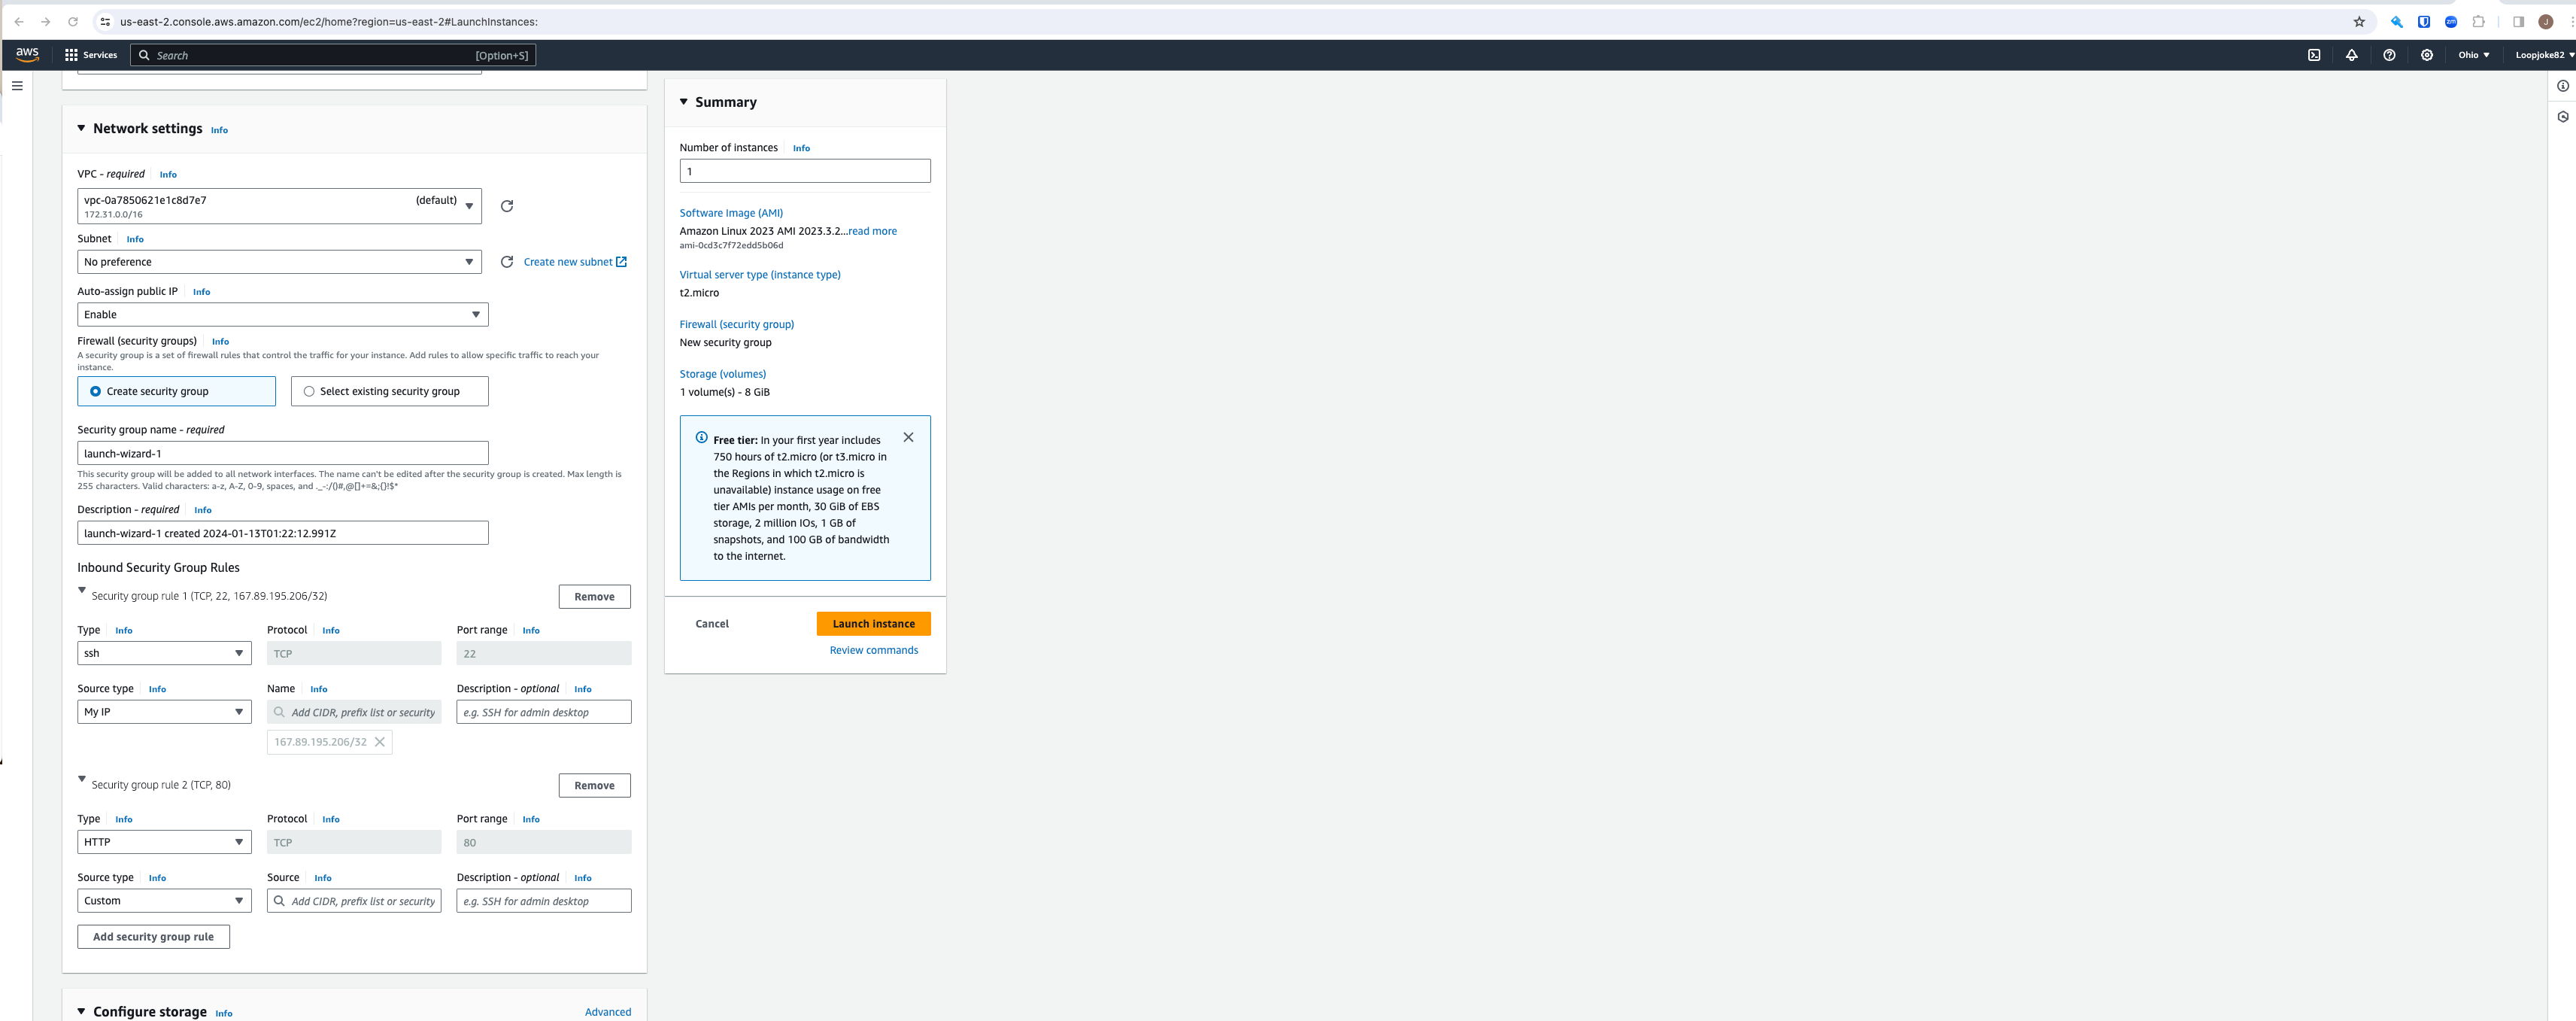 us-east-2.console.aws.amazon.com/ec2/home?region=us-east-2#LaunchInstances:
aws
Services
Search
[Option+S]
Ohio
Loopjoke82
Network settings Info
VPC - required Info
vpc-0a7850621e1c8d7e7 (default)
172.31.0.0/16
Subnet Info
No preference
Create new subnet
Auto-assign public IP Info
Enable
Firewall (security groups) Info
A security group is a set of firewall rules that control the traffic for your instance. Add rules to allow specific traffic to reach your
instance.
Create security group
Select existing security group
Security group name - required
launch-wizard-1
This security group will be added to all network interfaces. The name can't be edited after the security group is created. Max length is
255 characters. Valid characters: a-z, A-Z, 0-9, spaces, and ._-:/()#,@[]+=&;{}!$*
Description - required Info
launch-wizard-1 created 2024-01-13T01:22:12.991Z
Inbound Security Group Rules
Security group rule 1 (TCP, 22, 167.89.195.206/32)
Remove
Type Info
Protocol Info
Port range Info
ssh
TCP
22
Source type Info
Name Info
Description - optional Info
My IP
Add CIDR, prefix list or security
e.g. SSH for admin desktop
167.89.195.206/32
Security group rule 2 (TCP, 80)
Remove
Type Info
Protocol Info
Port range Info
HTTP
TCP
80
Source type Info
Source Info
Description - optional Info
Custom
Add CIDR, prefix list or security
e.g. SSH for admin desktop
Add security group rule
Configure storage Info
Advanced
Summary
Number of instances Info
1
Software Image (AMI)
Amazon Linux 2023 AMI 2023.3.2...read more
ami-0cd3c7f72edd5b06d
Virtual server type (instance type)
t2.micro
Firewall (security group)
New security group
Storage (volumes)
1 volume(s) - 8 GiB
Free tier: In your first year includes
750 hours of t2.micro (or t3.micro in
the Regions in which t2.micro is
unavailable) instance usage on free
tier AMIs per month, 30 GiB of EBS
storage, 2 million IOs, 1 GB of
snapshots, and 100 GB of bandwidth
to the internet.
Cancel
Launch instance
Review commands